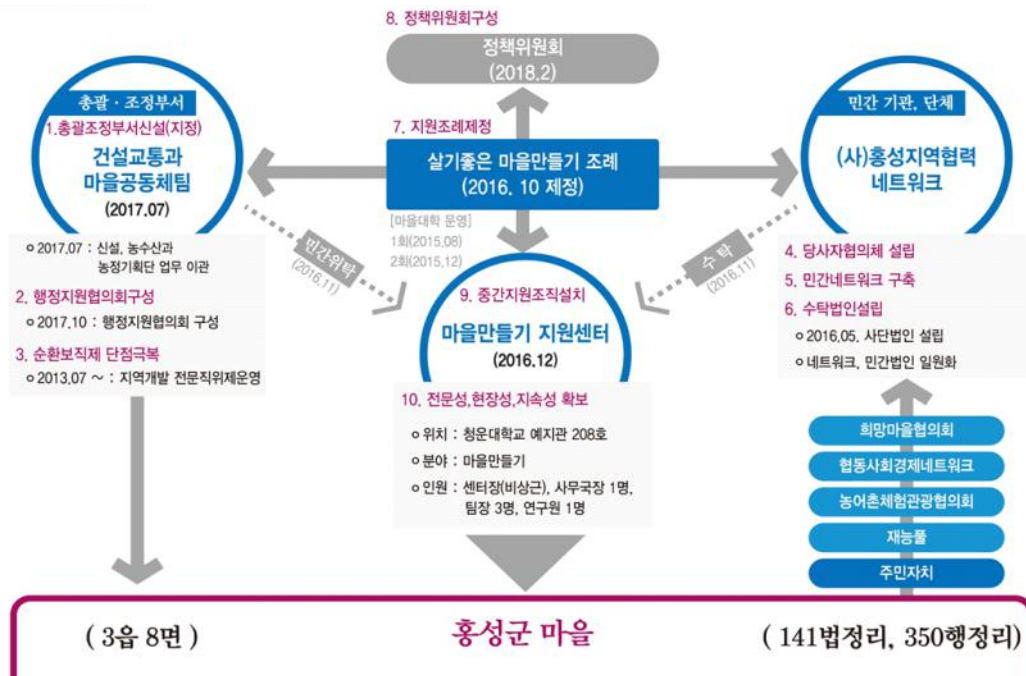 8. 정책위원회구성
정책위원회
(2018.2)
총괄·조정부서
1.총괄조정부서신설(지정)
건설교통과
마을공동체팀
(2017.07)
7. 지원조례제정
살기좋은 마을만들기 조례
(2016. 10 제정)
민간 기관, 단체
(사)홍성지역협력
네트워크
[마을대학 운영]
1회(2015.08)
2회(2015.12)
민간위탁
(2016.11)
수탁
(2016.11)
2017.07 : 신설, 농수산과
농정기획단 업무 이관
2. 행정지원협의회구성
2017.10 : 행정지원협의회 구성
3. 순환보직제 단점극복
2013.07 ~ : 지역개발 전문직위제운영
9. 중간지원조직설치
마을만들기 지원센터
(2016.12)
10. 전문성,현장성,지속성 확보
위치 : 청운대학교 예지관 208호
분야 : 마을만들기
인원 : 센터장(비상근), 사무국장 1명,
팀장 3명, 연구원 1명
4. 당사자협의체 설립
5. 민간네트워크 구축
6. 수탁법인설립
2016.05. 사단법인 설립
네트워크, 민간법인 일원화
희망마을협의회
협동사회경제네트워크
농어촌체험관광협의회
재능풀
주민자치
( 3읍 8면 )
홍성군 마을
( 141법정리, 350행정리)